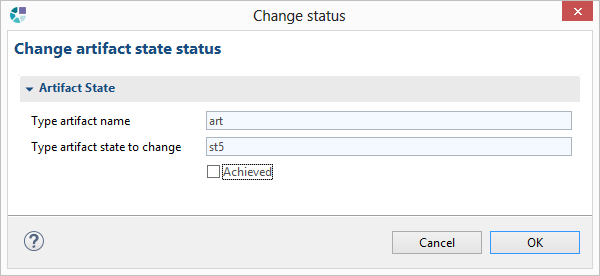 Change status
Change artifact state status
Artifact State
Type artifact name art
Type artifact state to change st5
Achieved
? Cancel OK